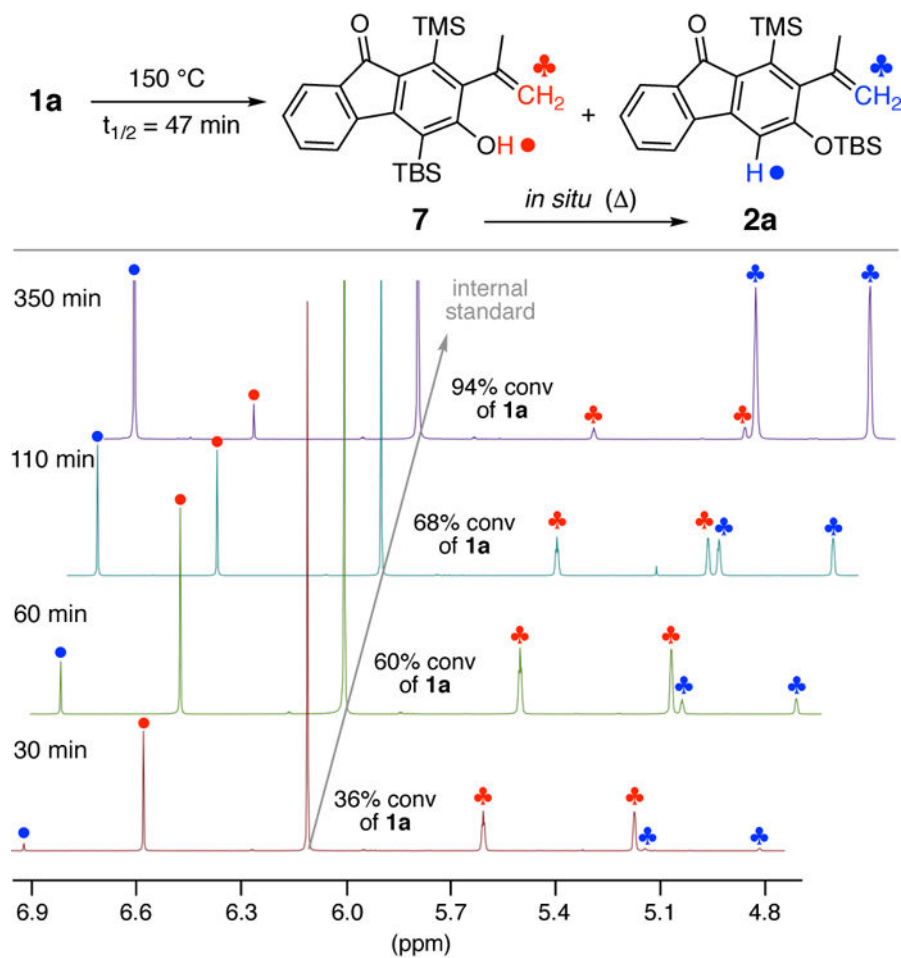 O
TMS
♣
CH₂
OH ●
TBS
O
TMS
♣
CH₂
OTBS
H ●
1a
150 °C
t₁/₂ = 47 min
+
7
in situ (Δ)
2a
350 min
internal
standard
94% conv
of 1a
110 min
68% conv
of 1a
60 min
60% conv
of 1a
30 min
36% conv
of 1a
6.9 6.6 6.3 6.0 5.7 5.4 5.1 4.8
(ppm)